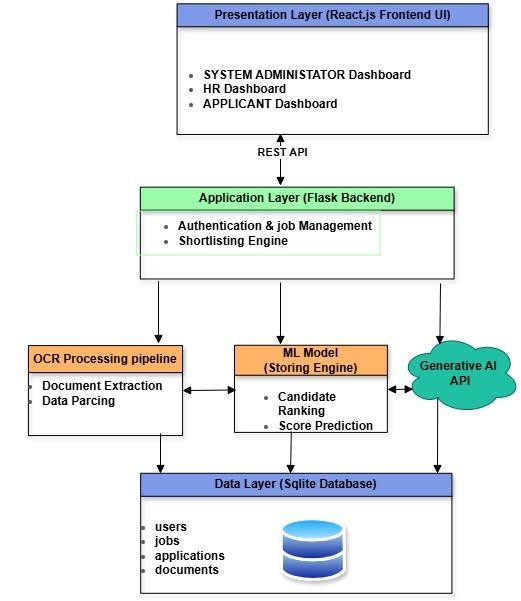 Presentation Layer (React.js Frontend UI)
SYSTEM ADMINISTATOR Dashboard
HR Dashboard
APPLICANT Dashboard
REST API
Application Layer (Flask Backend)
Authentication & job Management
Shortlisting Engine
OCR Processing pipeline
Document Extraction
Data Parcing
ML Model
(Storing Engine)
Candidate
Ranking
Score Prediction
Generative AI
API
Data Layer (Sqlite Database)
users
jobs
applications
documents